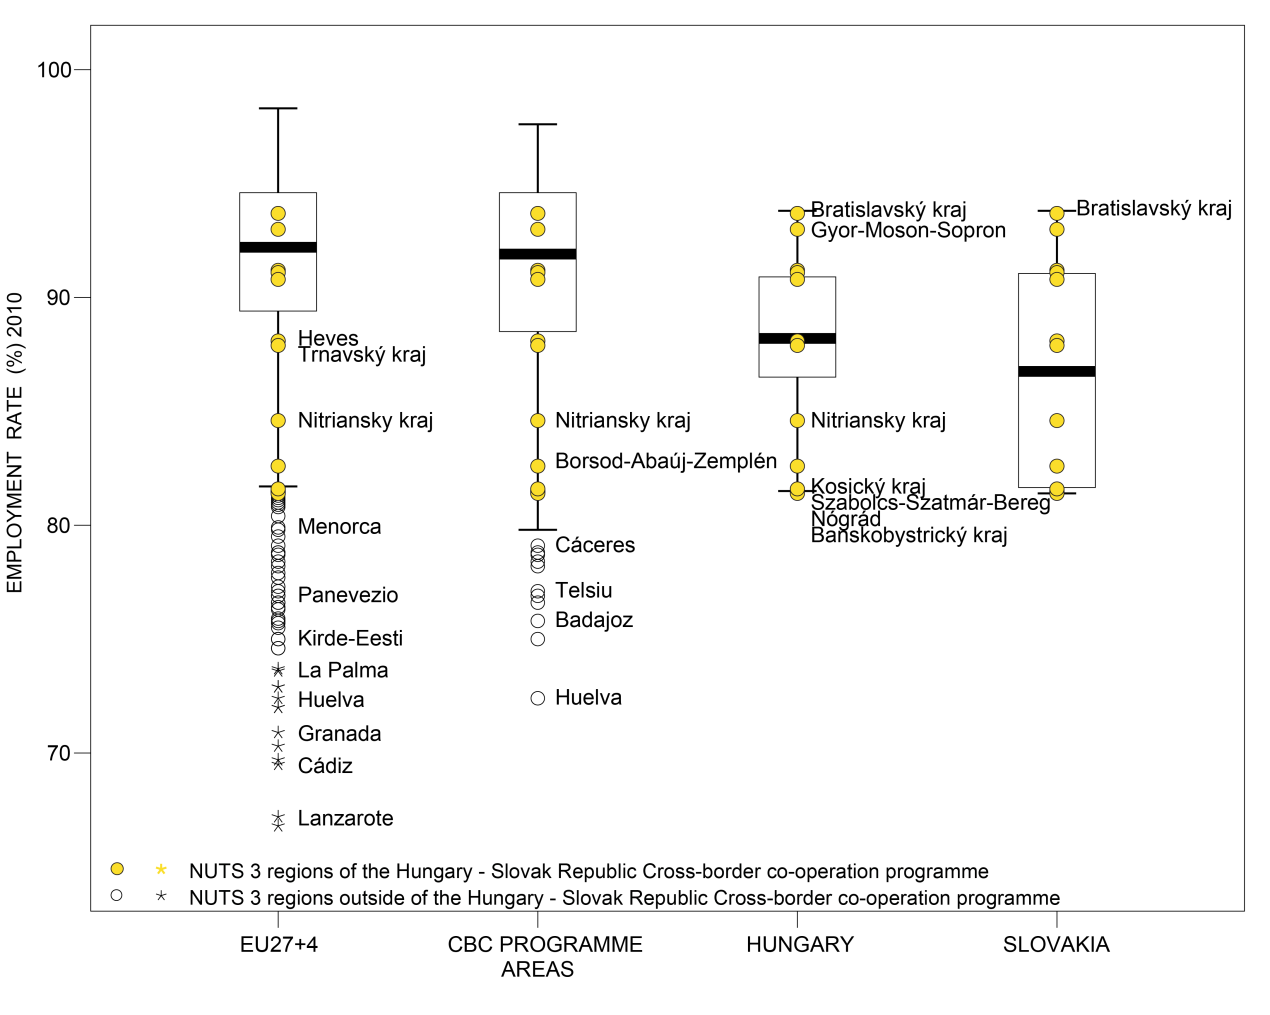 EMPLOYMENT RATE (%) 2010
100
90
80
70
Heves
Trnavský kraj
Nitriansky kraj
Menorca
Panevezio
Kirde-Eesti
La Palma
Huelva
Granada
Cádiz
Lanzarote
Nitriansky kraj
Borsod-Abaúj-Zemplén
Cáceres
Telsiu
Badajoz
Huelva
Bratislavský kraj
Gyor-Moson-Sopron
Nitriansky kraj
Kosický kraj
Szabolcs-Szatmár-Bereg
Nógrád
Banskobystrický kraj
Bratislavský kraj
NUTS 3 regions of the Hungary - Slovak Republic Cross-border co-operation programme
NUTS 3 regions outside of the Hungary - Slovak Republic Cross-border co-operation programme
EU27+4
CBC PROGRAMME
AREAS
HUNGARY
SLOVAKIA